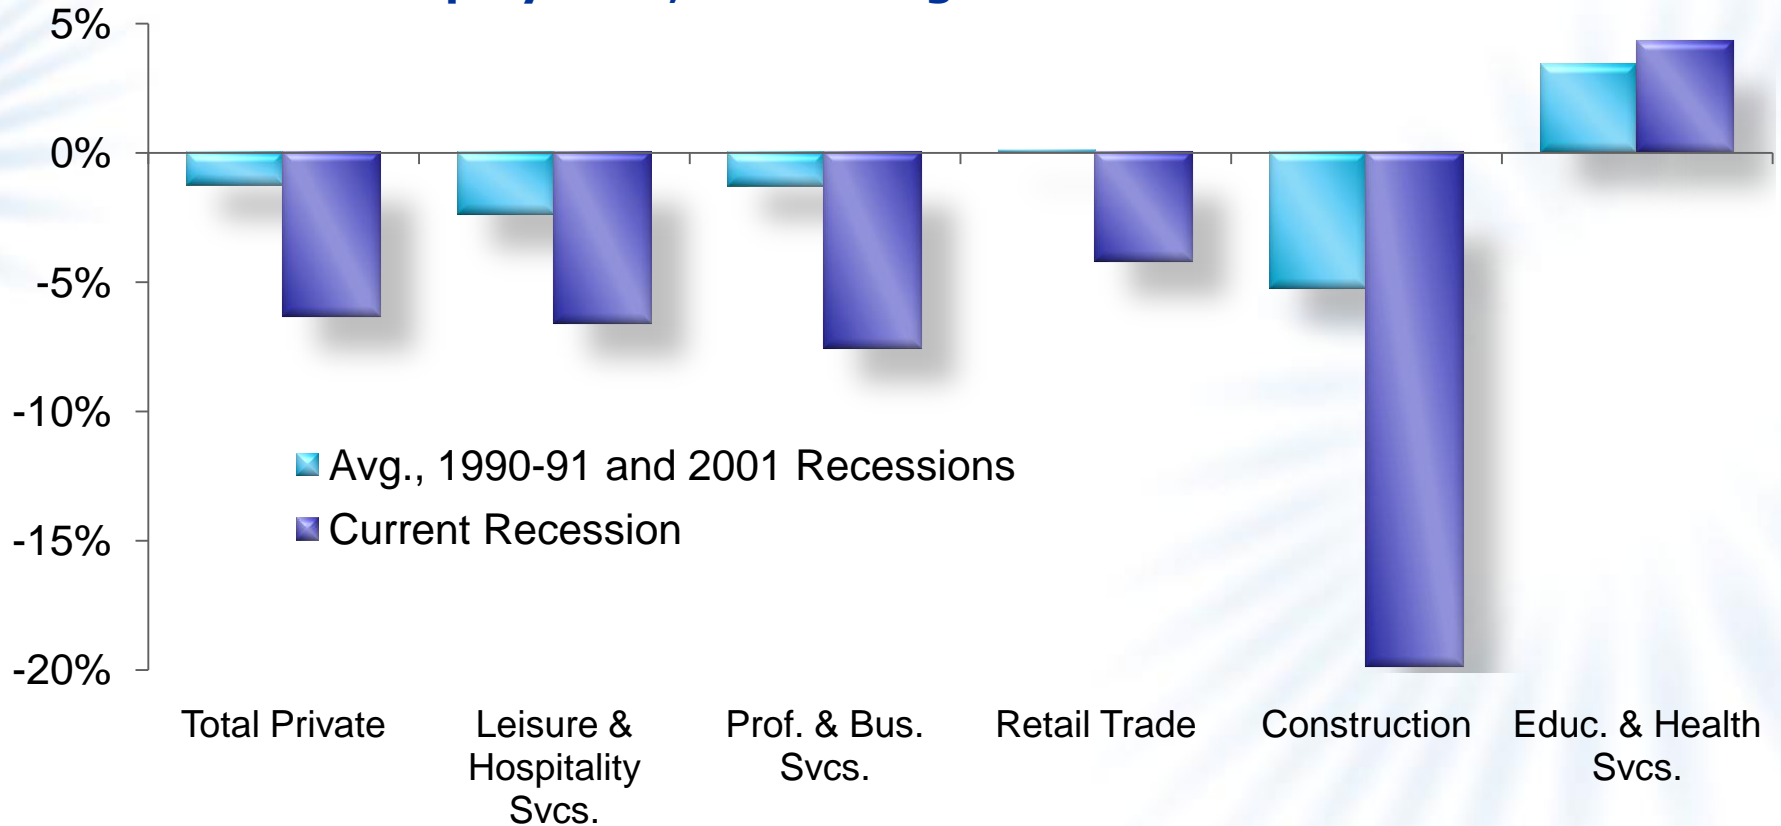 5%
0%
-5%
-10%
-15%
-20%
Avg., 1990-91 and 2001 Recessions
Current Recession
Total Private
Leisure &
Hospitality
Svcs.
Prof. & Bus.
Svcs.
Retail Trade
Construction
Educ. & Health
Svcs.